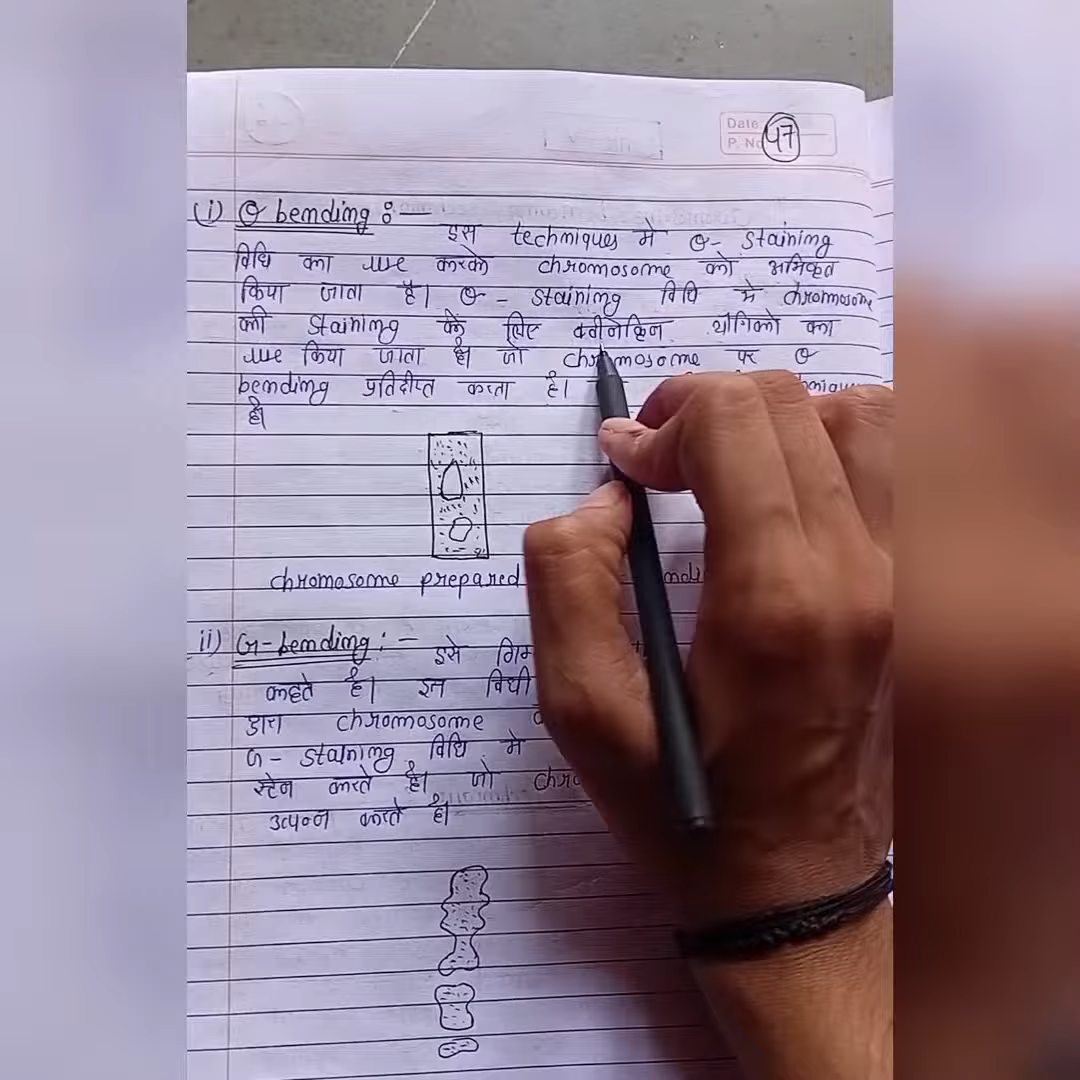 Date
P. No
47
(i) Q bending :—
इस techniques मे Q- staining
विधि का use करके chromosome को अभिकृत
किया जाता है। Q - staining विधि मे chromosome
की staining के लिए क्वीनेक्रिन यौगिको का
use किया जाता है। जो chromosome पर Q
bending प्रतिदीप्त करता है।
है।
chromosome prepared
ii) G-bending : -
इसे
कहते है। इस विधी
द्वारा chromosome
G - staining विधि मे
स्टेन करते है। जो
उत्पन्न करते है।